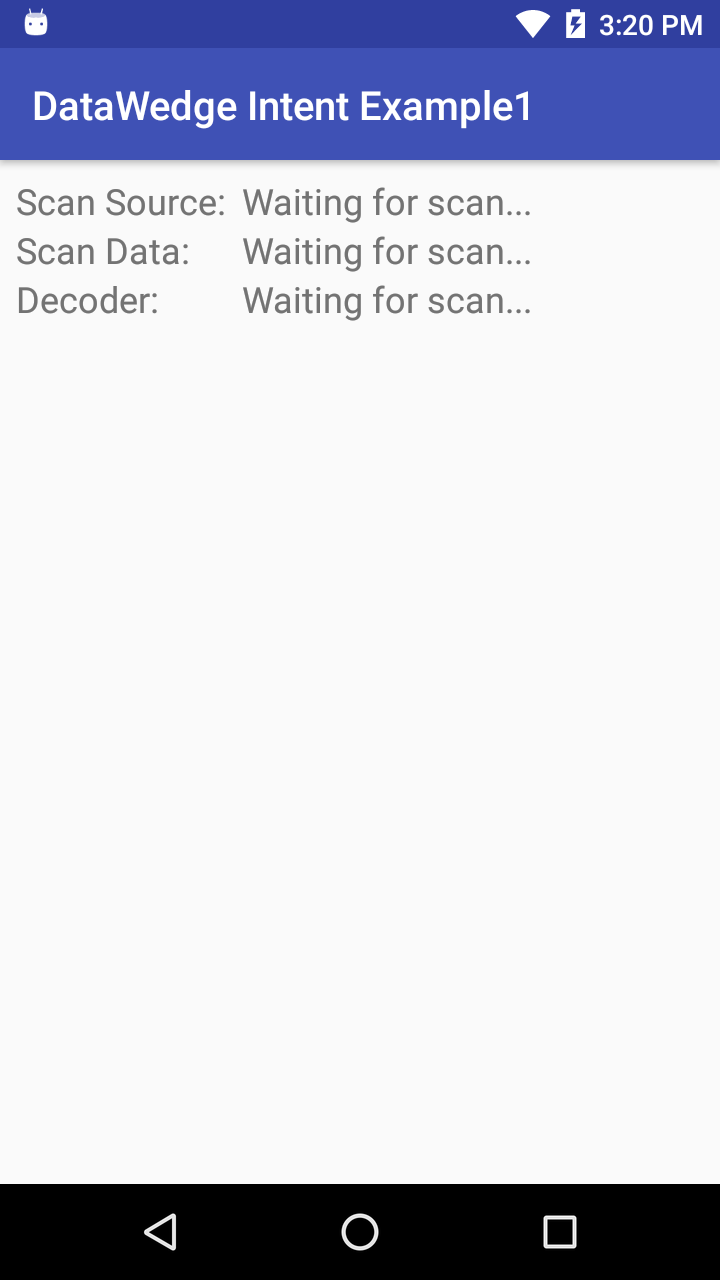 3:20 PM
DataWedge Intent Example1
Scan Source: Waiting for scan...
Scan Data: Waiting for scan...
Decoder: Waiting for scan...